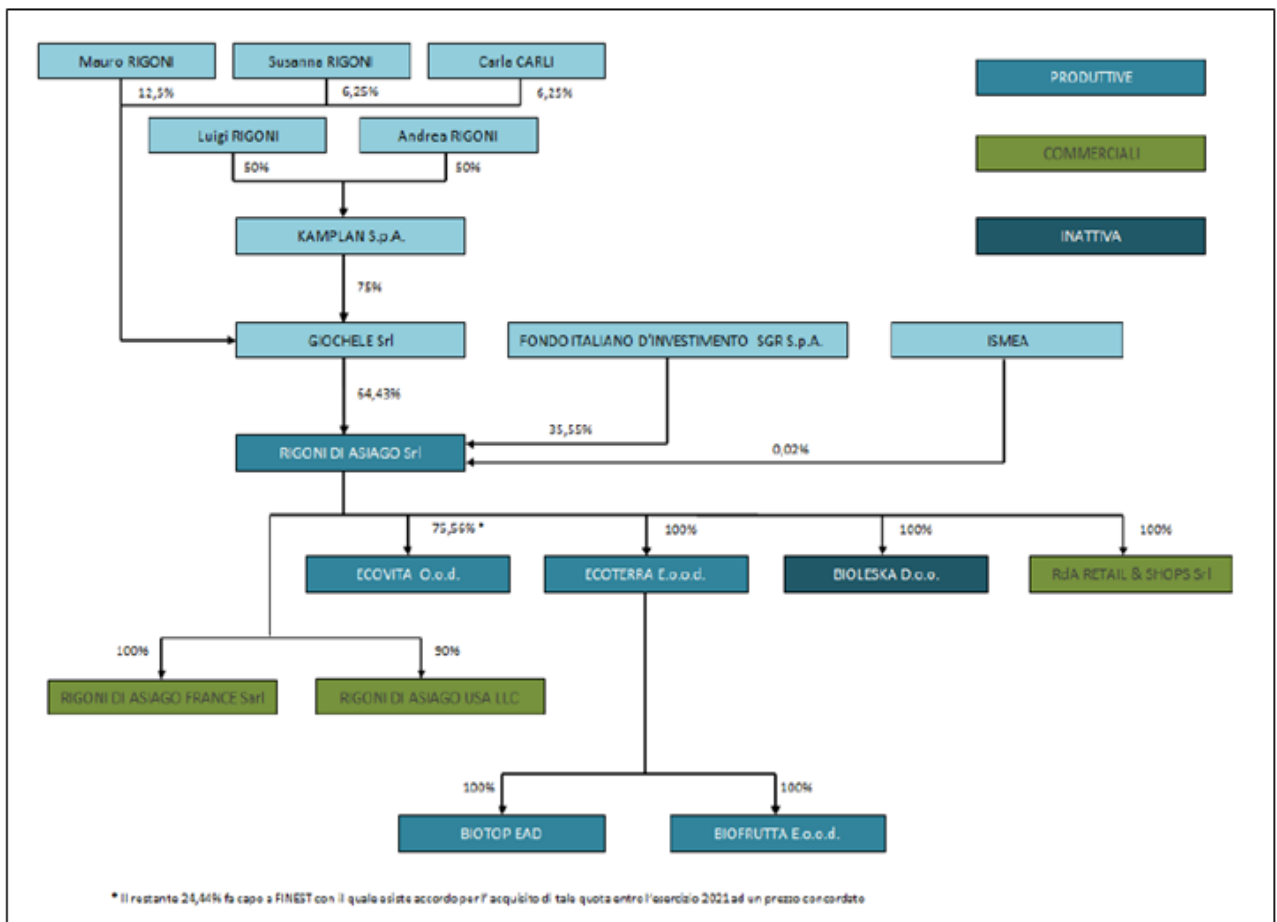 Mauro RIGONI
Susanna RIGONI
Carla CARLI
PRODUTTIVE
12,5%
6,25%
6,25%
Luigi RIGONI
Andrea RIGONI
COMMERCIALI
50%
50%
KAMPLAN S.p.A.
INATTIVA
75%
GIOCHELE Srl
FONDO ITALIANO D'INVESTIMENTO SGR S.p.A.
ISMEA
64,43%
35,55%
0,02%
RIGONI DI ASIAGO Srl
75,56% *
100%
100%
100%
ECOVITA O.o.d.
ECOTERRA E.o.o.d.
BIOLESKA D.o.o.
RdA RETAIL & SHOPS Srl
100%
90%
RIGONI DI ASIAGO FRANCE Sarl
RIGONI DI ASIAGO USA LLC
100%
100%
BIOTOP EAD
BIOFRUTTA E.o.o.d.
* Il restante 24,44% fa capo a FINEST con il quale esiste accordo per l'acquisito di tale quota entro l'esercizio 2021 ad un prezzo concordato